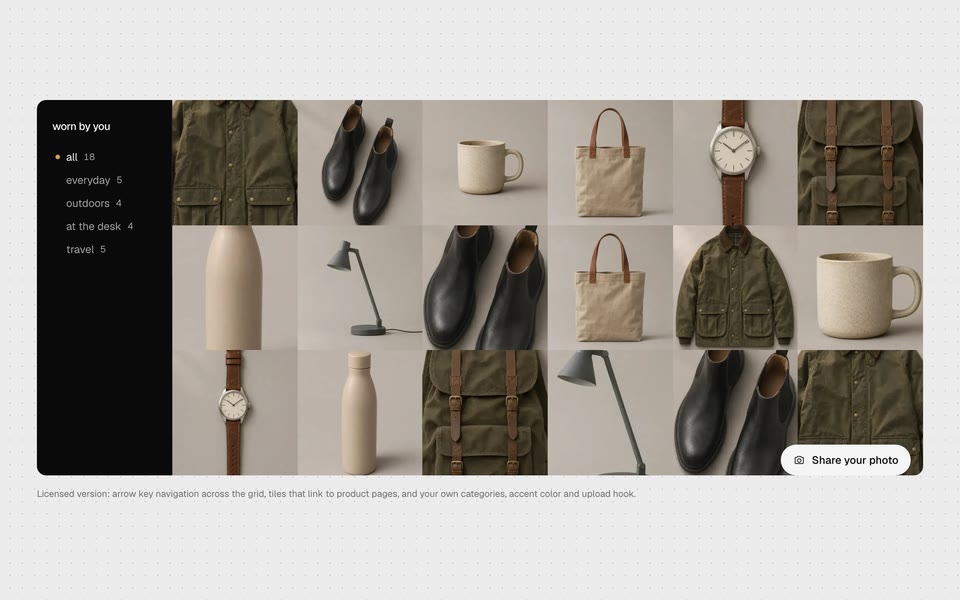 worn by you
all 18
everyday 5
outdoors 4
at the desk 4
travel 5
Share your photo
Licensed version: arrow key navigation across the grid, tiles that link to product pages, and your own categories, accent color and upload hook.